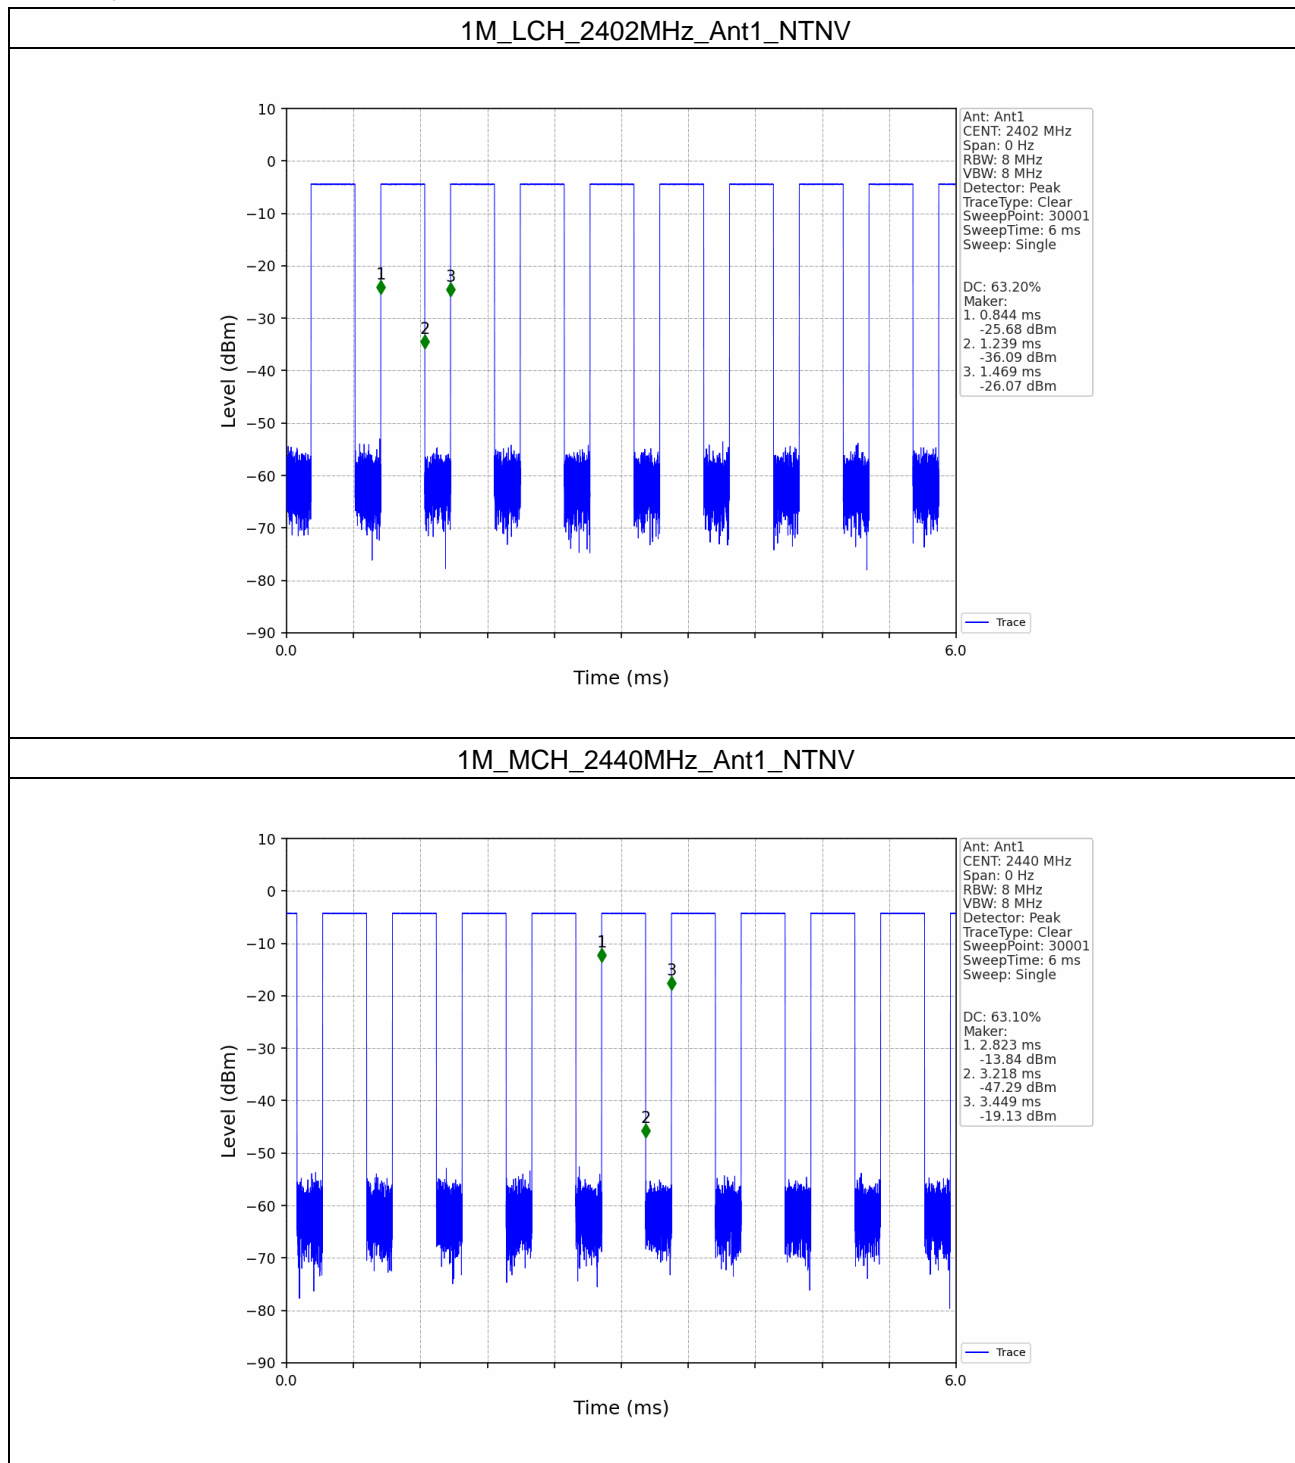 1M_LCH_2402MHz_Ant1_NTNV
10
0
−10
−20
−30
−40
−50
−60
−70
−80
−90
Level (dBm)
1
2
3
0.0
6.0
Time (ms)
Ant: Ant1
CENT: 2402 MHz
Span: 0 Hz
RBW: 8 MHz
VBW: 8 MHz
Detector: Peak
TraceType: Clear
SweepPoint: 30001
SweepTime: 6 ms
Sweep: Single
DC: 63.20%
Maker:
1. 0.844 ms
-25.68 dBm
2. 1.239 ms
-36.09 dBm
3. 1.469 ms
-26.07 dBm
Trace
1M_MCH_2440MHz_Ant1_NTNV
10
0
−10
−20
−30
−40
−50
−60
−70
−80
−90
Level (dBm)
1
2
3
0.0
6.0
Time (ms)
Ant: Ant1
CENT: 2440 MHz
Span: 0 Hz
RBW: 8 MHz
VBW: 8 MHz
Detector: Peak
TraceType: Clear
SweepPoint: 30001
SweepTime: 6 ms
Sweep: Single
DC: 63.10%
Maker:
1. 2.823 ms
-13.84 dBm
2. 3.218 ms
-47.29 dBm
3. 3.449 ms
-19.13 dBm
Trace